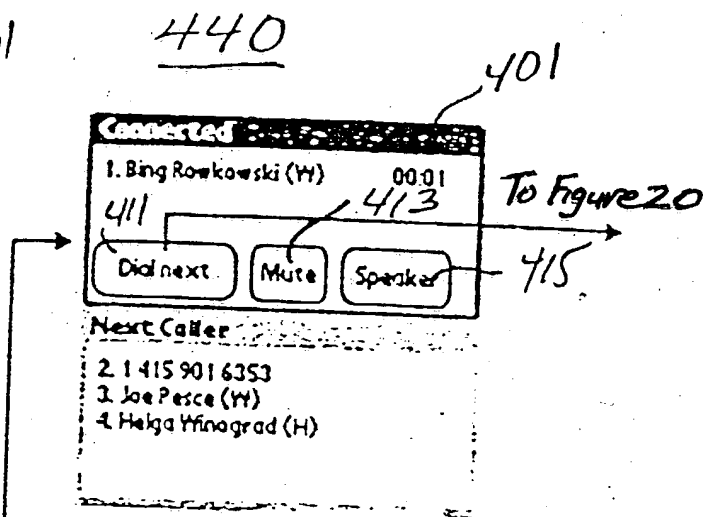 440
401
Connected
1. Bing Rowkowski (W) 00:01
411
413
To Figure 20
Dial next
Mute
Speaker
415
Next Caller
2. 1 415 901 6353
3. Joe Pesce (W)
4. Helga Winograd (H)